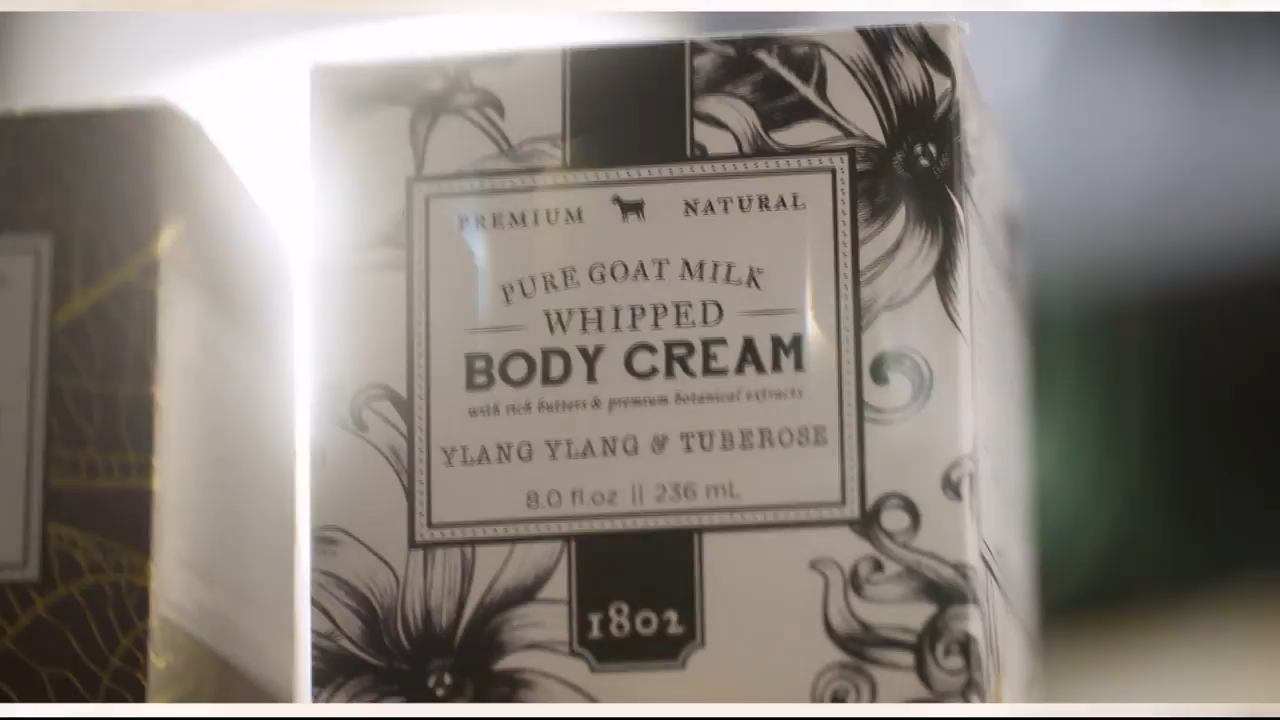 PREMIUM NATURAL
PURE GOAT MILK
WHIPPED
BODY CREAM
with rich butters & premium botanical extracts
YLANG YLANG & TUBEROSE
8.0 fl.oz || 236 mL
1802